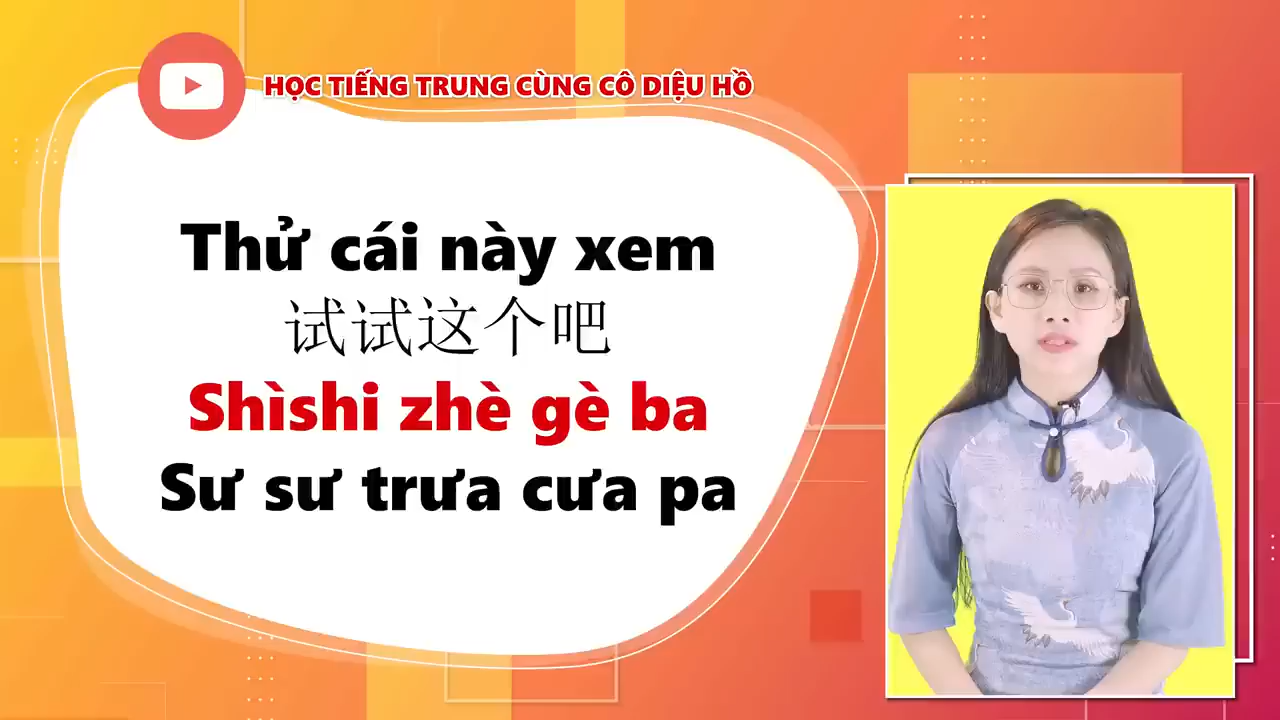 HỌC TIẾNG TRUNG CÙNG CÔ DIỆU HỒ
Thử cái này xem
试试这个吧
Shìshi zhè gè ba
Sư sư trưa cưa pa